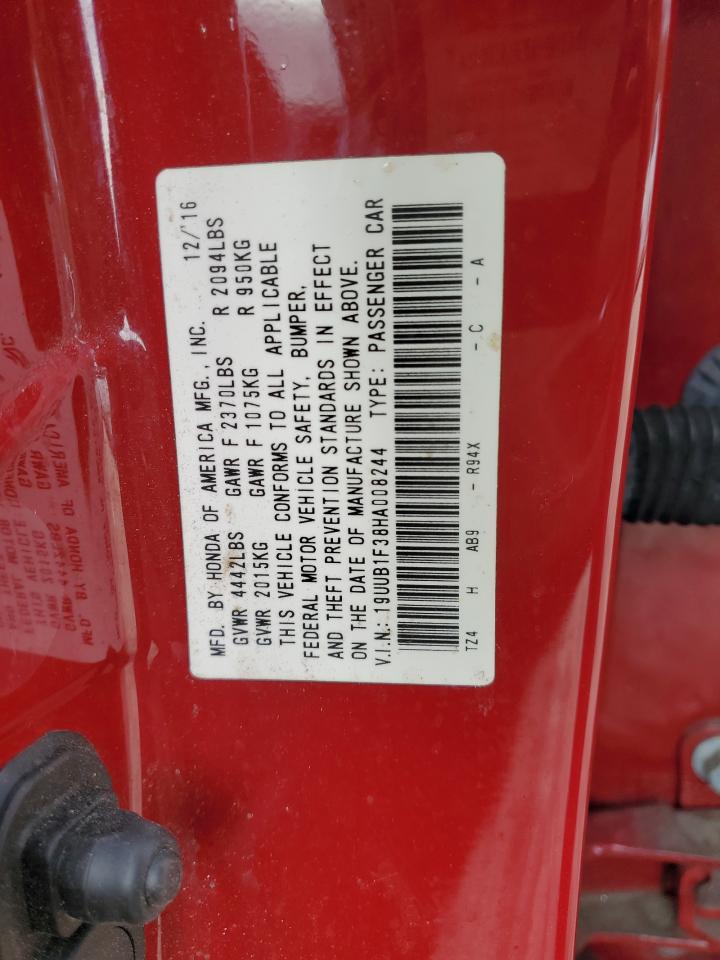 MFD. BY HONDA OF AMERICA MFG., INC. 12/16
GVWR 4442LBS GAWR F 2370LBS R 2094LBS
GVWR 2015KG GAWR F 1075KG R 950KG
THIS VEHICLE CONFORMS TO ALL APPLICABLE
FEDERAL MOTOR VEHICLE SAFETY, BUMPER,
AND THEFT PREVENTION STANDARDS IN EFFECT
ON THE DATE OF MANUFACTURE SHOWN ABOVE.
V.I.N.: 19UUB1F38HA008244 TYPE: PASSENGER CAR
TZ4 H AB9 - R94X - C - A